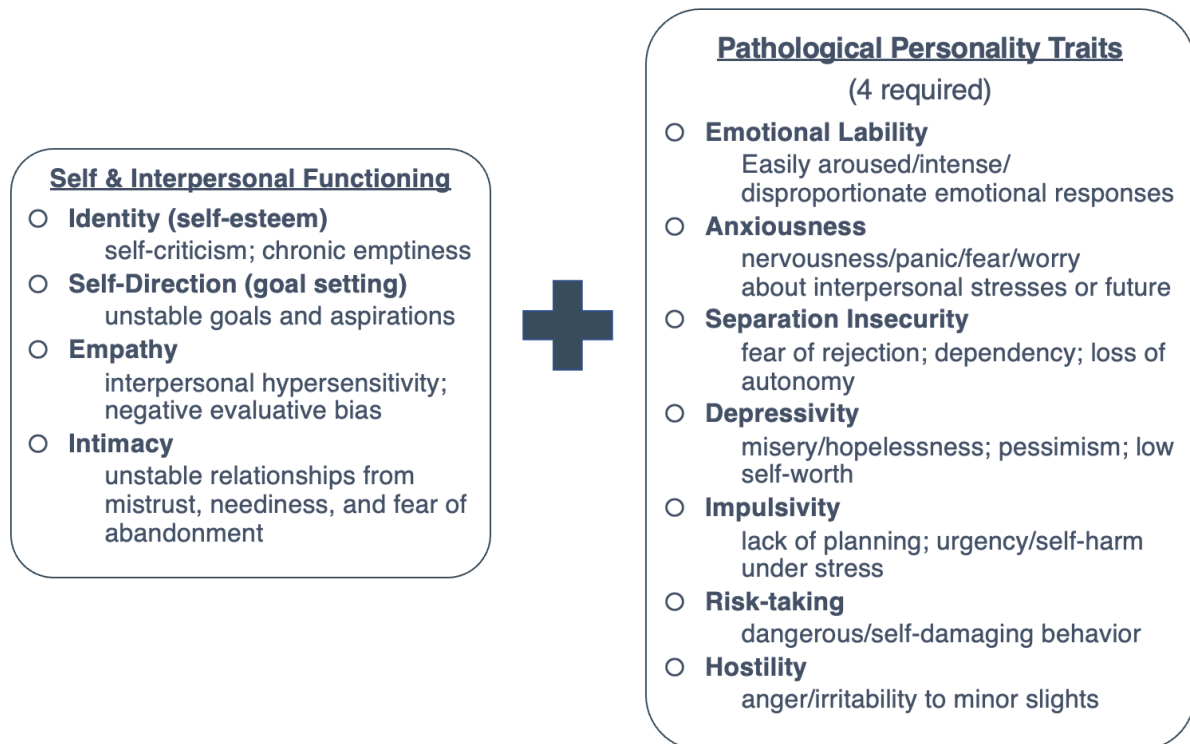 Self & Interpersonal Functioning
Identity (self-esteem)
self-criticism; chronic emptiness
Self-Direction (goal setting)
unstable goals and aspirations
Empathy
interpersonal hypersensitivity;
negative evaluative bias
Intimacy
unstable relationships from
mistrust, neediness, and fear of
abandonment
Pathological Personality Traits
(4 required)
Emotional Lability
Easily aroused/intense/
disproportionate emotional responses
Anxiousness
nervousness/panic/fear/worry
about interpersonal stresses or future
Separation Insecurity
fear of rejection; dependency; loss of
autonomy
Depressivity
misery/hopelessness; pessimism; low
self-worth
Impulsivity
lack of planning; urgency/self-harm
under stress
Risk-taking
dangerous/self-damaging behavior
Hostility
anger/irritability to minor slights